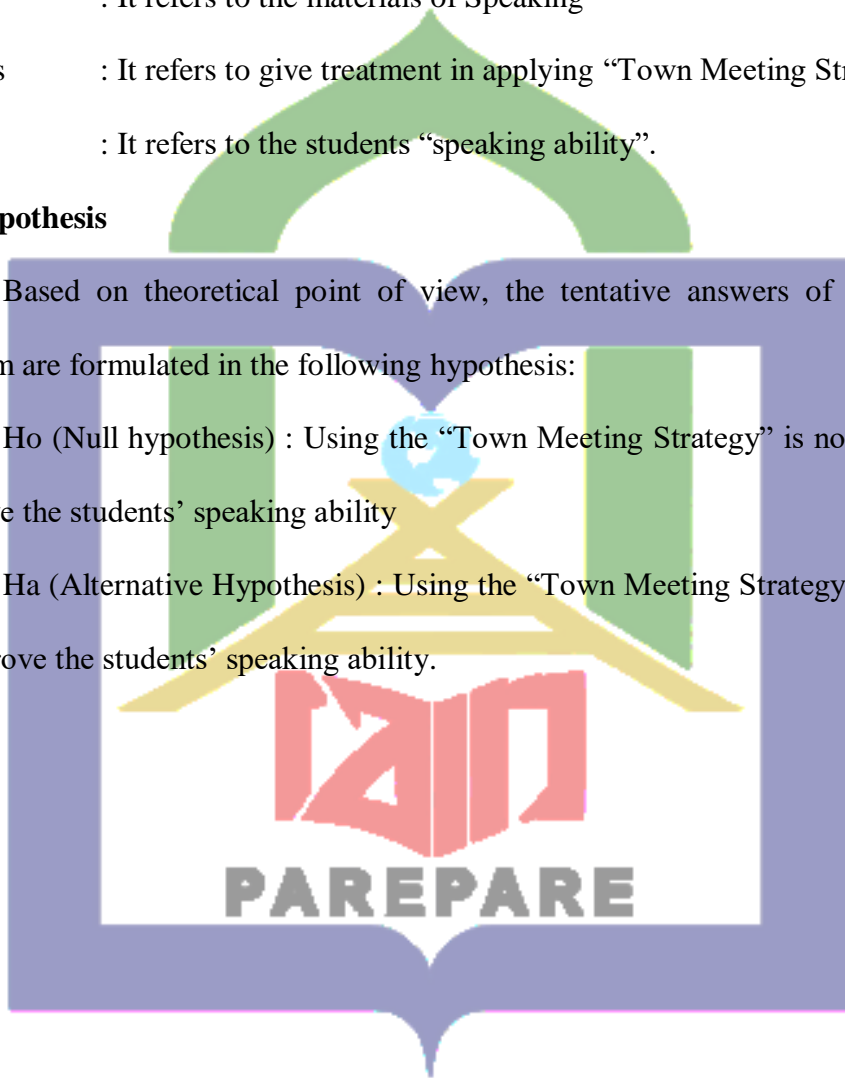 : It refers to the materials of Speaking
s : It refers to give treatment in applying “Town Meeting Str
: It refers to the students “speaking ability”.
pothesis
Based on theoretical point of view, the tentative answers of
m are formulated in the following hypothesis:
Ho (Null hypothesis) : Using the “Town Meeting Strategy” is no
e the students’ speaking ability
Ha (Alternative Hypothesis) : Using the “Town Meeting Strategy
rove the students’ speaking ability.
iain
PAREPARE